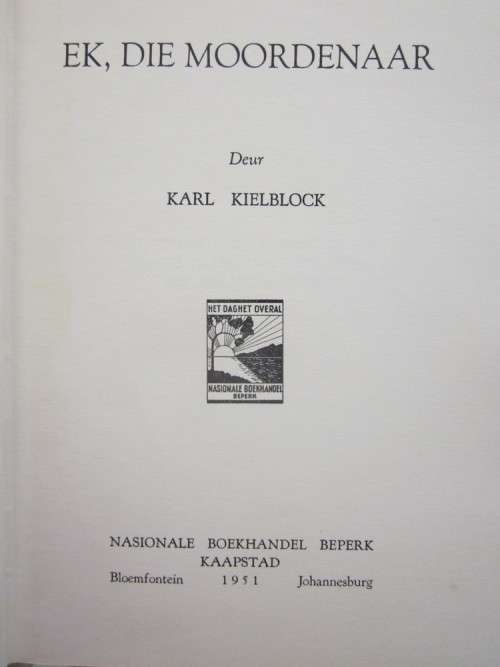 EK, DIE MOORDENAAR
Deur
KARL KIELBLOCK
HET DAGHET OVERAL
NASIONALE BOEKHANDEL
BEPERK
NASIONALE BOEKHANDEL BEPERK
KAAPSTAD
Bloemfontein 1951 Johannesburg